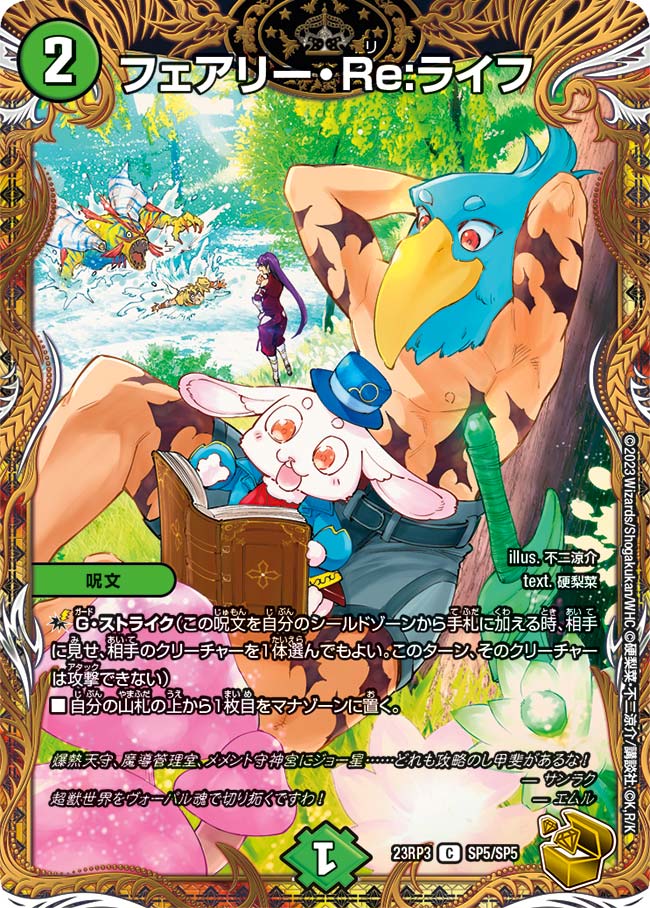 2
フェアリー・Re:ライフ
リ
illus. 不二涼介
text. 硬梨菜
呪文
G・ストライク(この呪文を自分のシールドゾーンから手札に加える時、相手
に見せ、相手のクリーチャーを1体選んでもよい。このターン、そのクリーチャー
は攻撃できない)
■自分の山札の上から1枚目をマナゾーンに置く。
爆熱天守、魔導管理室、メメント守神宮にジョー星……どれも攻略のし甲斐があるな!
— サンラク
超獣世界をヴォーパル魂で切り拓くですわ!
— エムル
1
23RP3 C SP5/SP5
©2023 Wizards/Shogakukan/WHC ©硬梨菜・不二涼介/講談社 ©K,R/K